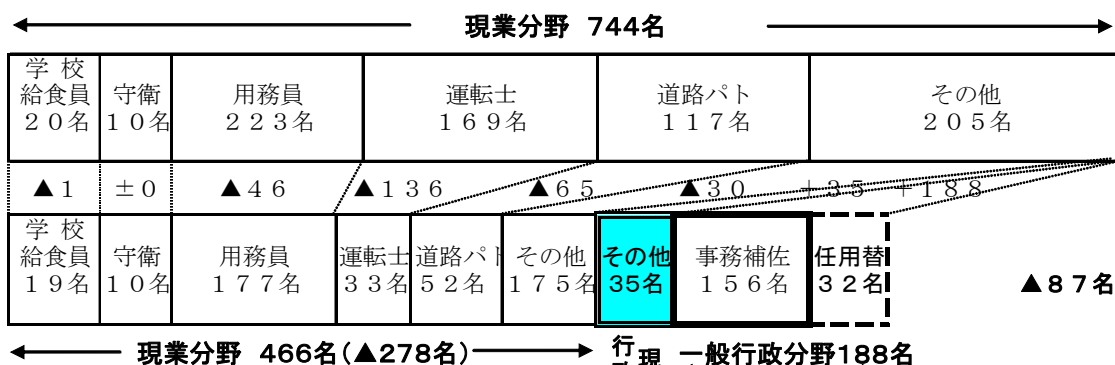 現業分野 744名
学 校
給食員
20名
守衛
10名
用務員
223名
運転士
169名
道路パト
117名
その他
205名
▲1 ±0 ▲46 ▲136 ▲65 ▲30 +35 +188
学 校
給食員
19名
守衛
10名
用務員
177名
運転士
33名
道路パト
52名
その他
175名
その他
35名
事務補佐
156名
任用替
32名
▲87名
現業分野 466名(▲278名)
行 現 一般行政分野188名